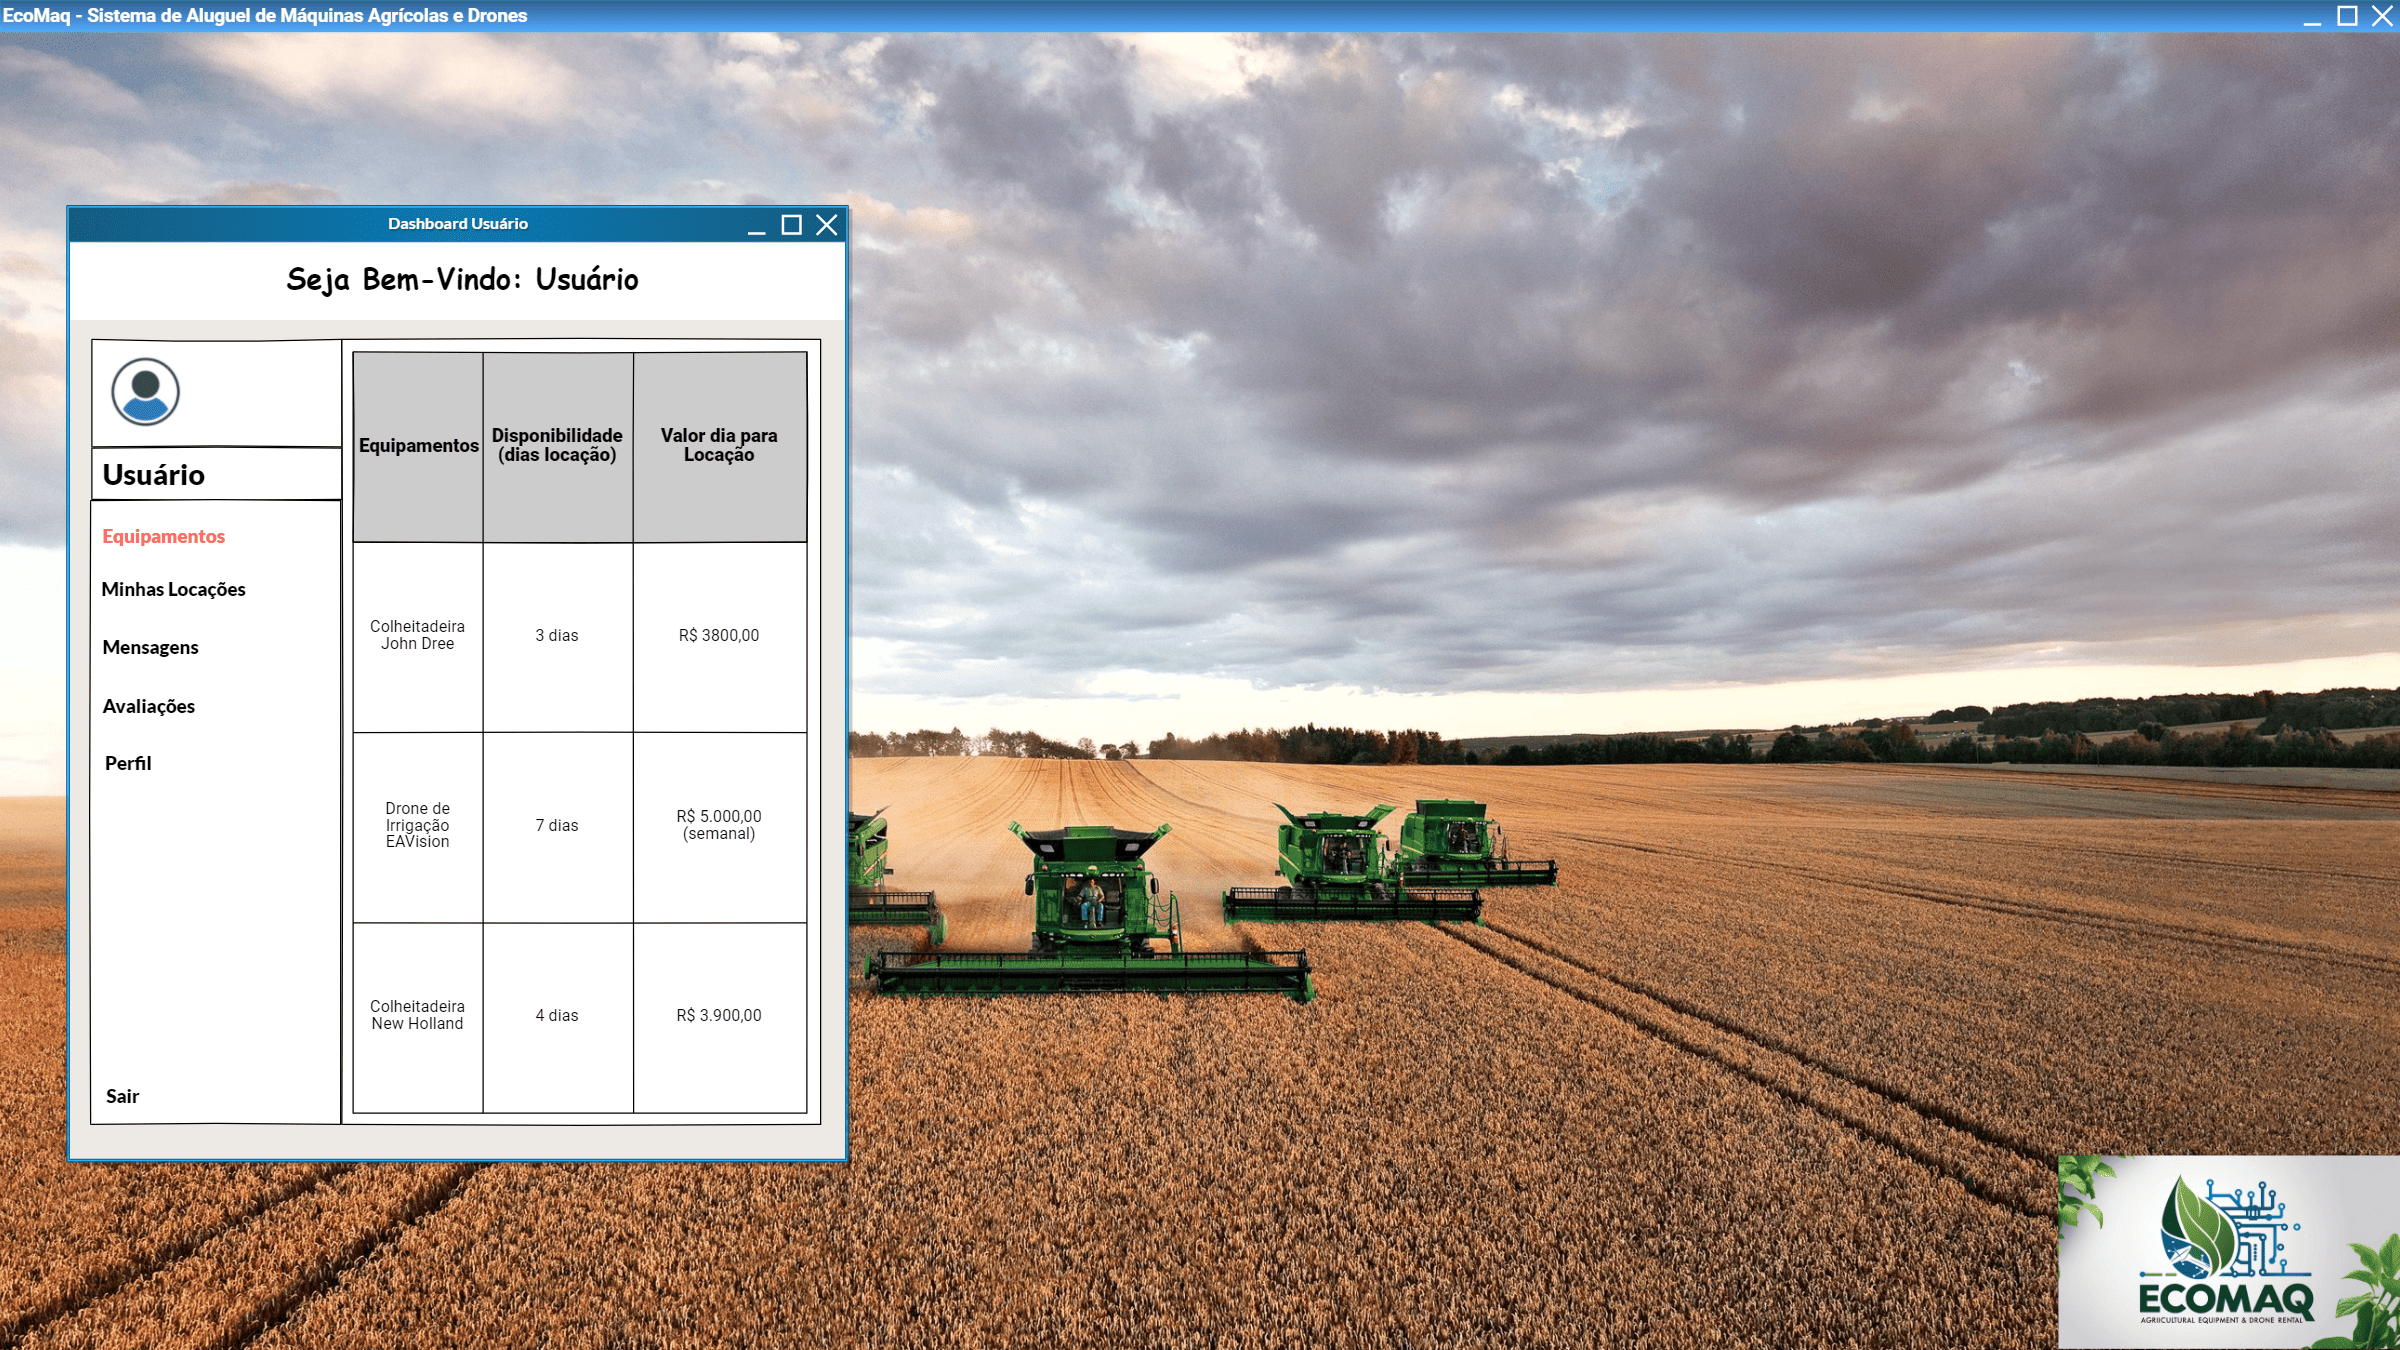 EcoMaq - Sistema de Aluguel de Máquinas Agrícolas e Drones
Dashboard Usuário
Seja Bem-Vindo: Usuário
Usuário
Equipamentos
Minhas Locações
Mensagens
Avaliações
Perfil
Sair
Equipamentos
Disponibilidade
(dias locação)
Valor dia para
Locação
Colheitadeira
John Dree
3 dias
R$ 3800,00
Drone de
Irrigação
EAVision
7 dias
R$ 5.000,00
(semanal)
Colheitadeira
New Holland
4 dias
R$ 3.900,00
ECOMAQ
AGRIICULTURAL EQUIPMENT & DRONE RENTAL